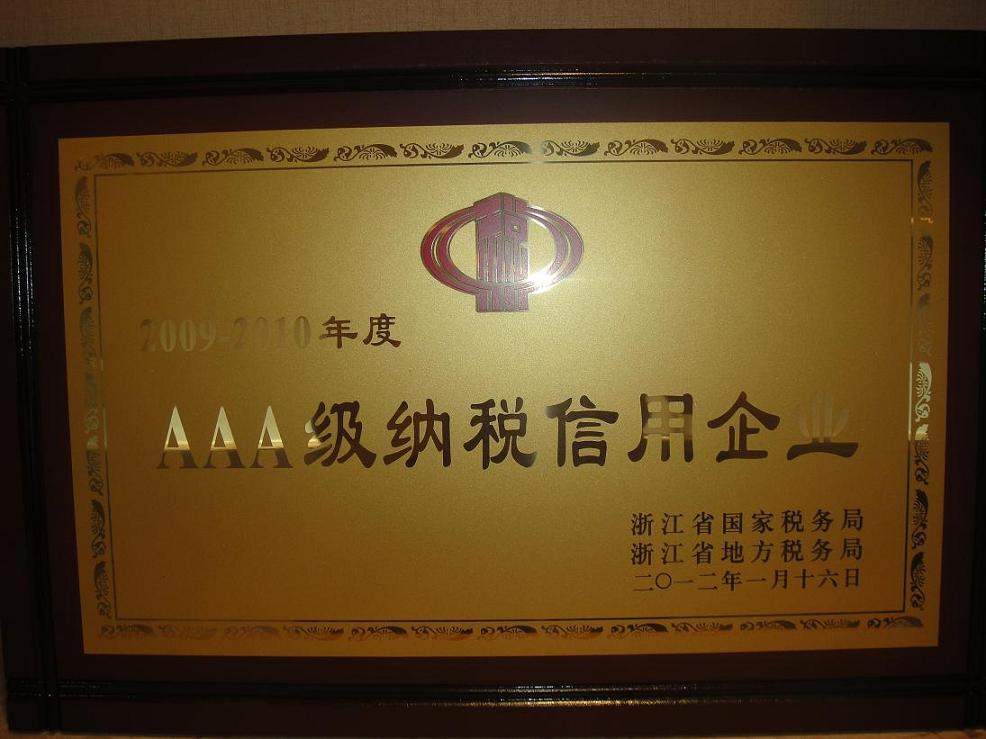 2009-2010年度
AAA级纳税信用企业
浙江省国家税务局
浙江省地方税务局
二〇一二年一月十六日